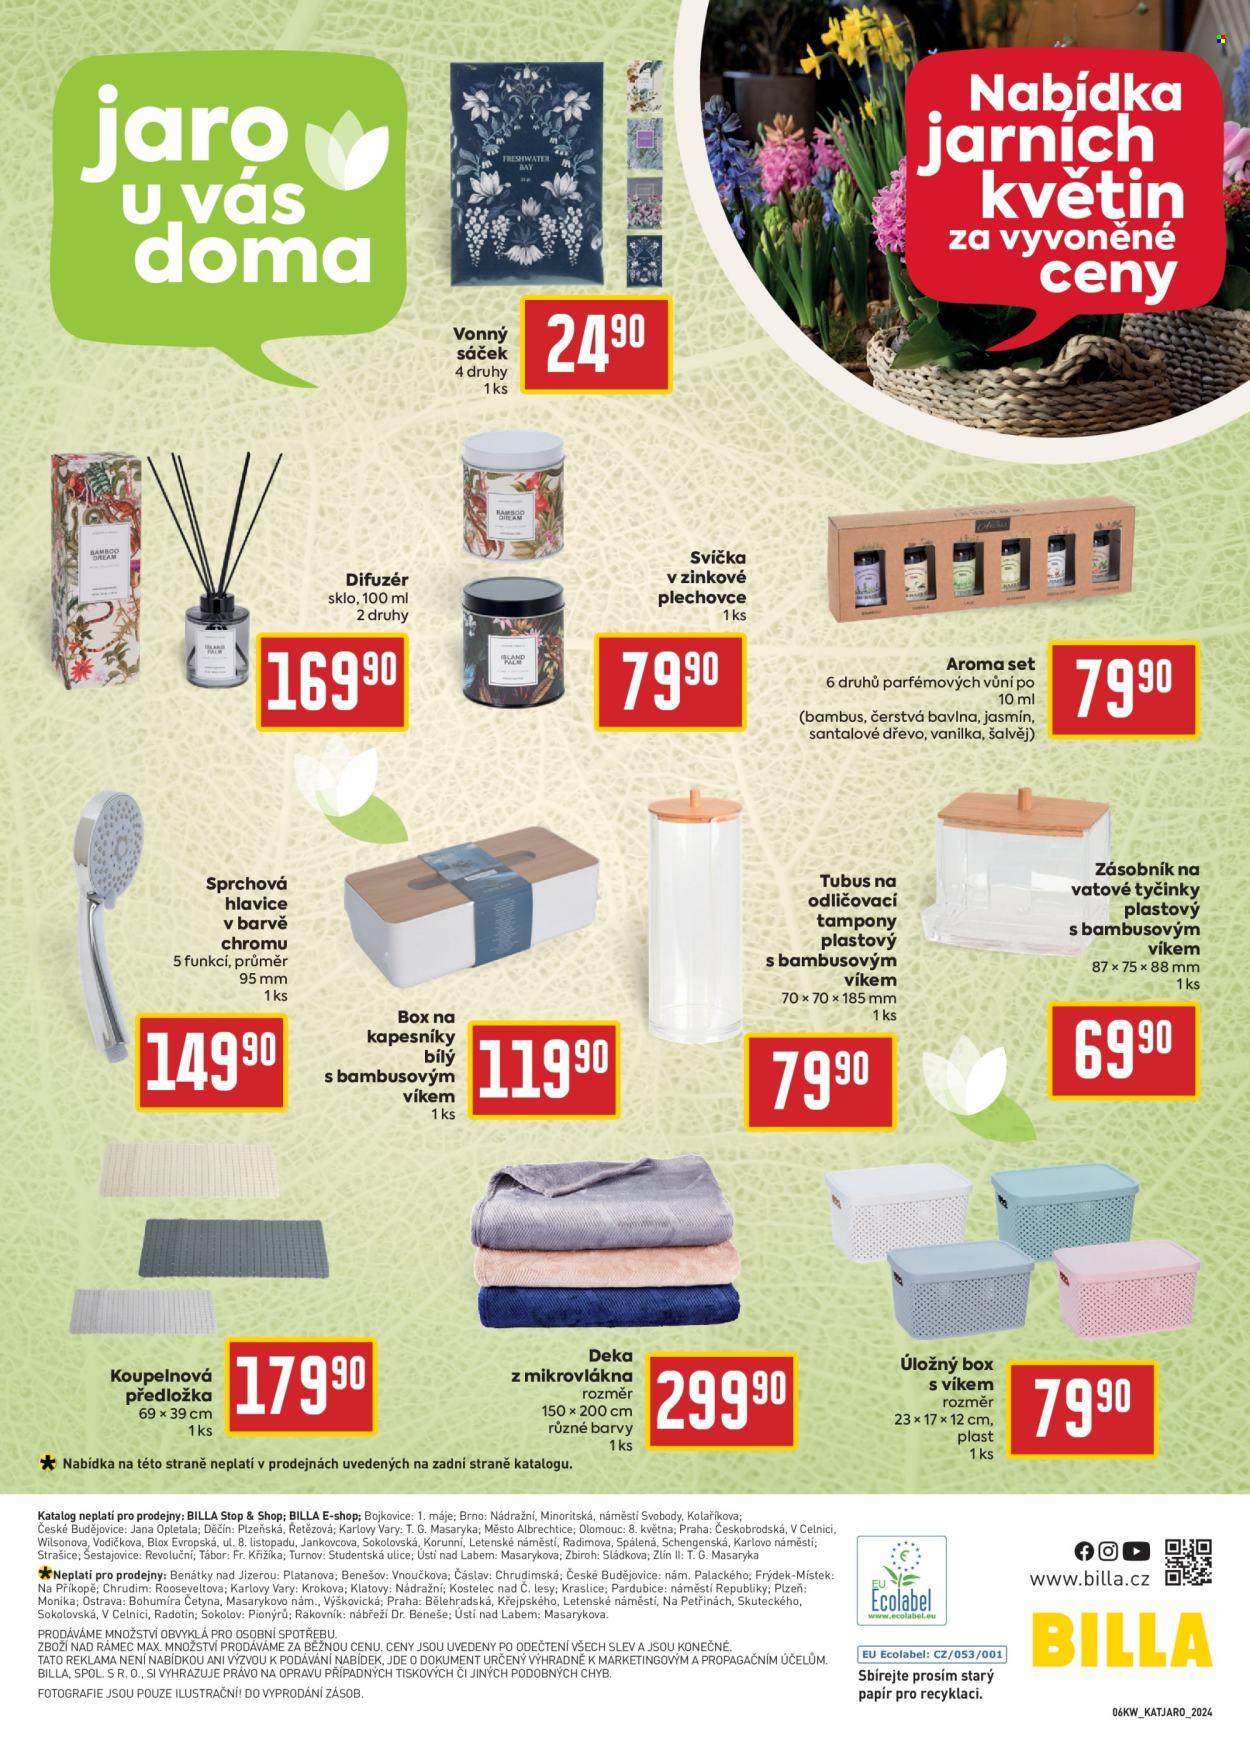 jaro
u vás
doma
FRESHWATER
BAY
Nabídka
jarních
květin
za vyvoněné
ceny
Vonný
sáček
4 druhy
1 ks
24 90
BAMBOO
DREAM
ISLAND
PALM
Difuzér
sklo, 100 ml
2 druhy
169 90
BAMBOO
DREAM
ISLAND
PALM
Svíčka
v zinkové
plechovce
1 ks
79 90
Aroma set
6 druhů parfémových vůní po
10 ml
(bambus, čerstvá bavlna, jasmín,
santalové dřevo, vanilka, šalvěj)
79 90
Sprchová
hlavice
v barvě
chromu
5 funkcí, průměr
95 mm
1 ks
149 90
Box na
kapesníky
bílý
s bambusovým
víkem
1 ks
119 90
Tubus na
odličovací
tampony
plastový
s bambusovým
víkem
70 × 70 × 185 mm
1 ks
79 90
Zásobník na
vatové tyčinky
plastový
s bambusovým
víkem
87 × 75 × 88 mm
1 ks
69 90
Koupelnová
předložka
69 × 39 cm
1 ks
179 90
Deka
z mikrovlákna
rozměr
150 × 200 cm
různé barvy
1 ks
299 90
Úložný box
s víkem
rozměr
23 × 17 × 12 cm,
plast
1 ks
79 90
Nabídka na této straně neplatí v prodejnách uvedených na zadní straně katalogu.
Katalog neplatí pro prodejny: BILLA Stop & Shop; BILLA E-shop; Bojkovice: 1. máje; Brno: Nádražní, Minoritská, náměstí Svobody, Kolaříkova;
České Budějovice: Jana Opletala; Děčín: Plzeňská, Řetězová; Karlovy Vary: T. G. Masaryka; Město Albrechtice; Olomouc: 8. května; Praha: Českobrodská, V Celnici,
Wilsonova, Vodičkova, Blox Evropská, ul. 8. listopadu, Jankovcova, Sokolovská, Korunní, Letenské náměstí, Radimova, Spálená, Schengenská, Karlovo náměstí;
Strašice; Šestajovice: Revoluční; Tábor: Fr. Křižíka; Turnov: Studentská ulice; Ústí nad Labem: Masarykova; Zbiroh: Sládkova; Zlín II: T. G. Masaryka
Neplatí pro prodejny: Benátky nad Jizerou: Platanova; Benešov: Vnoučkova; Čáslav: Chrudimská; České Budějovice: nám. Palackého; Frýdek-Místek:
Na Příkopě; Chrudim: Rooseveltova; Karlovy Vary: Krokova; Klatovy: Nádražní; Kostelec nad Č. lesy; Kraslice; Pardubice: náměstí Republiky; Plzeň:
Monika; Ostrava: Bohumíra Četyna, Masarykovo nám., Výškovická; Praha: Bělehradská, Křejpského, Letenské náměstí, Na Petřinách, Skuteckého,
Sokolovská, V Celnici, Radotín; Sokolov: Pionýrů; Rakovník: nábřeží Dr. Beneše; Ústí nad Labem: Masarykova.
PRODÁVÁME MNOŽSTVÍ OBVYKLÁ PRO OSOBNÍ SPOTŘEBU.
ZBOŽÍ NAD RÁMEC MAX. MNOŽSTVÍ PRODÁVÁME ZA BĚŽNOU CENU. CENY JSOU UVEDENY PO ODEČTENÍ VŠECH SLEV A JSOU KONEČNÉ.
TATO REKLAMA NENÍ NABÍDKOU ANI VÝZVOU K PODÁVÁNÍ NABÍDEK, JDE O DOKUMENT URČENÝ VÝHRADNĚ K MARKETINGOVÝM A PROPAGAČNÍM ÚČELŮM.
BILLA, SPOL. S R. O., SI VYHRAZUJE PRÁVO NA OPRAVU PŘÍPADNÝCH TISKOVÝCH ČI JINÝCH PODOBNÝCH CHYB.
FOTOGRAFIE JSOU POUZE ILUSTRAČNÍ! DO VYPRODÁNÍ ZÁSOB.
EU
Ecolabel
www.ecolabel.eu
EU Ecolabel: CZ/053/001
Sbírejte prosím starý
papír pro recyklaci.
www.billa.cz
BILLA
06KW_KATJARO_2024